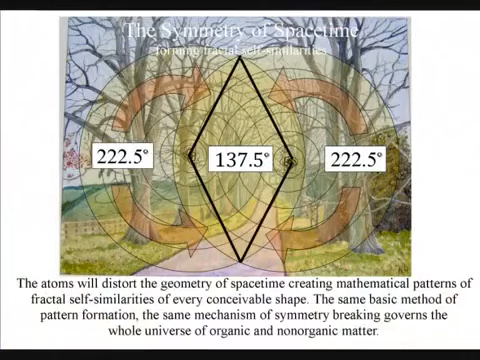 The Symmetry of Spacetime
forming fractal self-similarities
222.5° 137.5° 222.5°
The atoms will distort the geometry of spacetime creating mathematical patterns of
fractal self-similarities of every conceivable shape. The same basic method of
pattern formation, the same mechanism of symmetry breaking governs the
whole universe of organic and nonorganic matter.